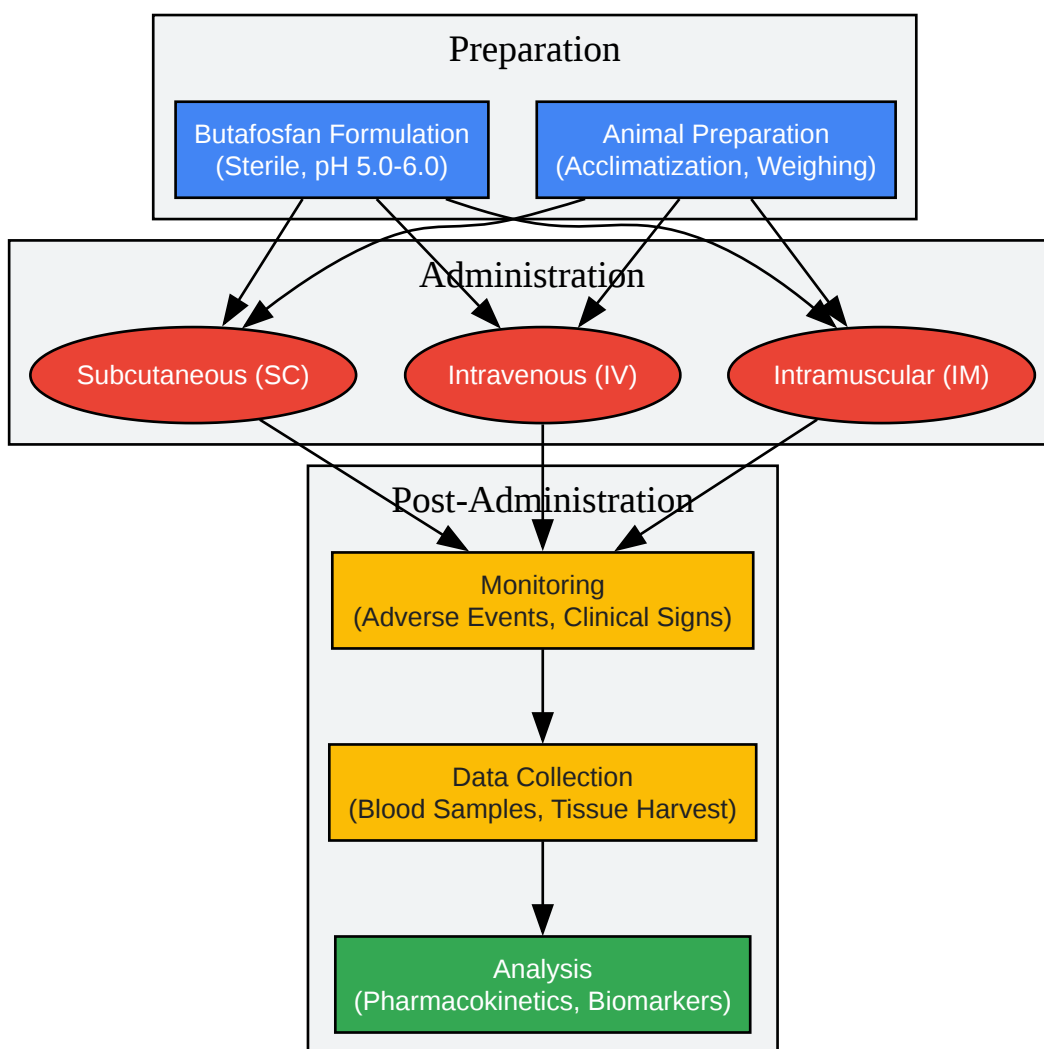 Preparation
Butafosfan Formulation
(Sterile, pH 5.0-6.0)
Animal Preparation
(Acclimatization, Weighing)
Administration
Subcutaneous (SC)
Intravenous (IV)
Intramuscular (IM)
Post-Administration
Monitoring
(Adverse Events, Clinical Signs)
Data Collection
(Blood Samples, Tissue Harvest)
Analysis
(Pharmacokinetics, Biomarkers)